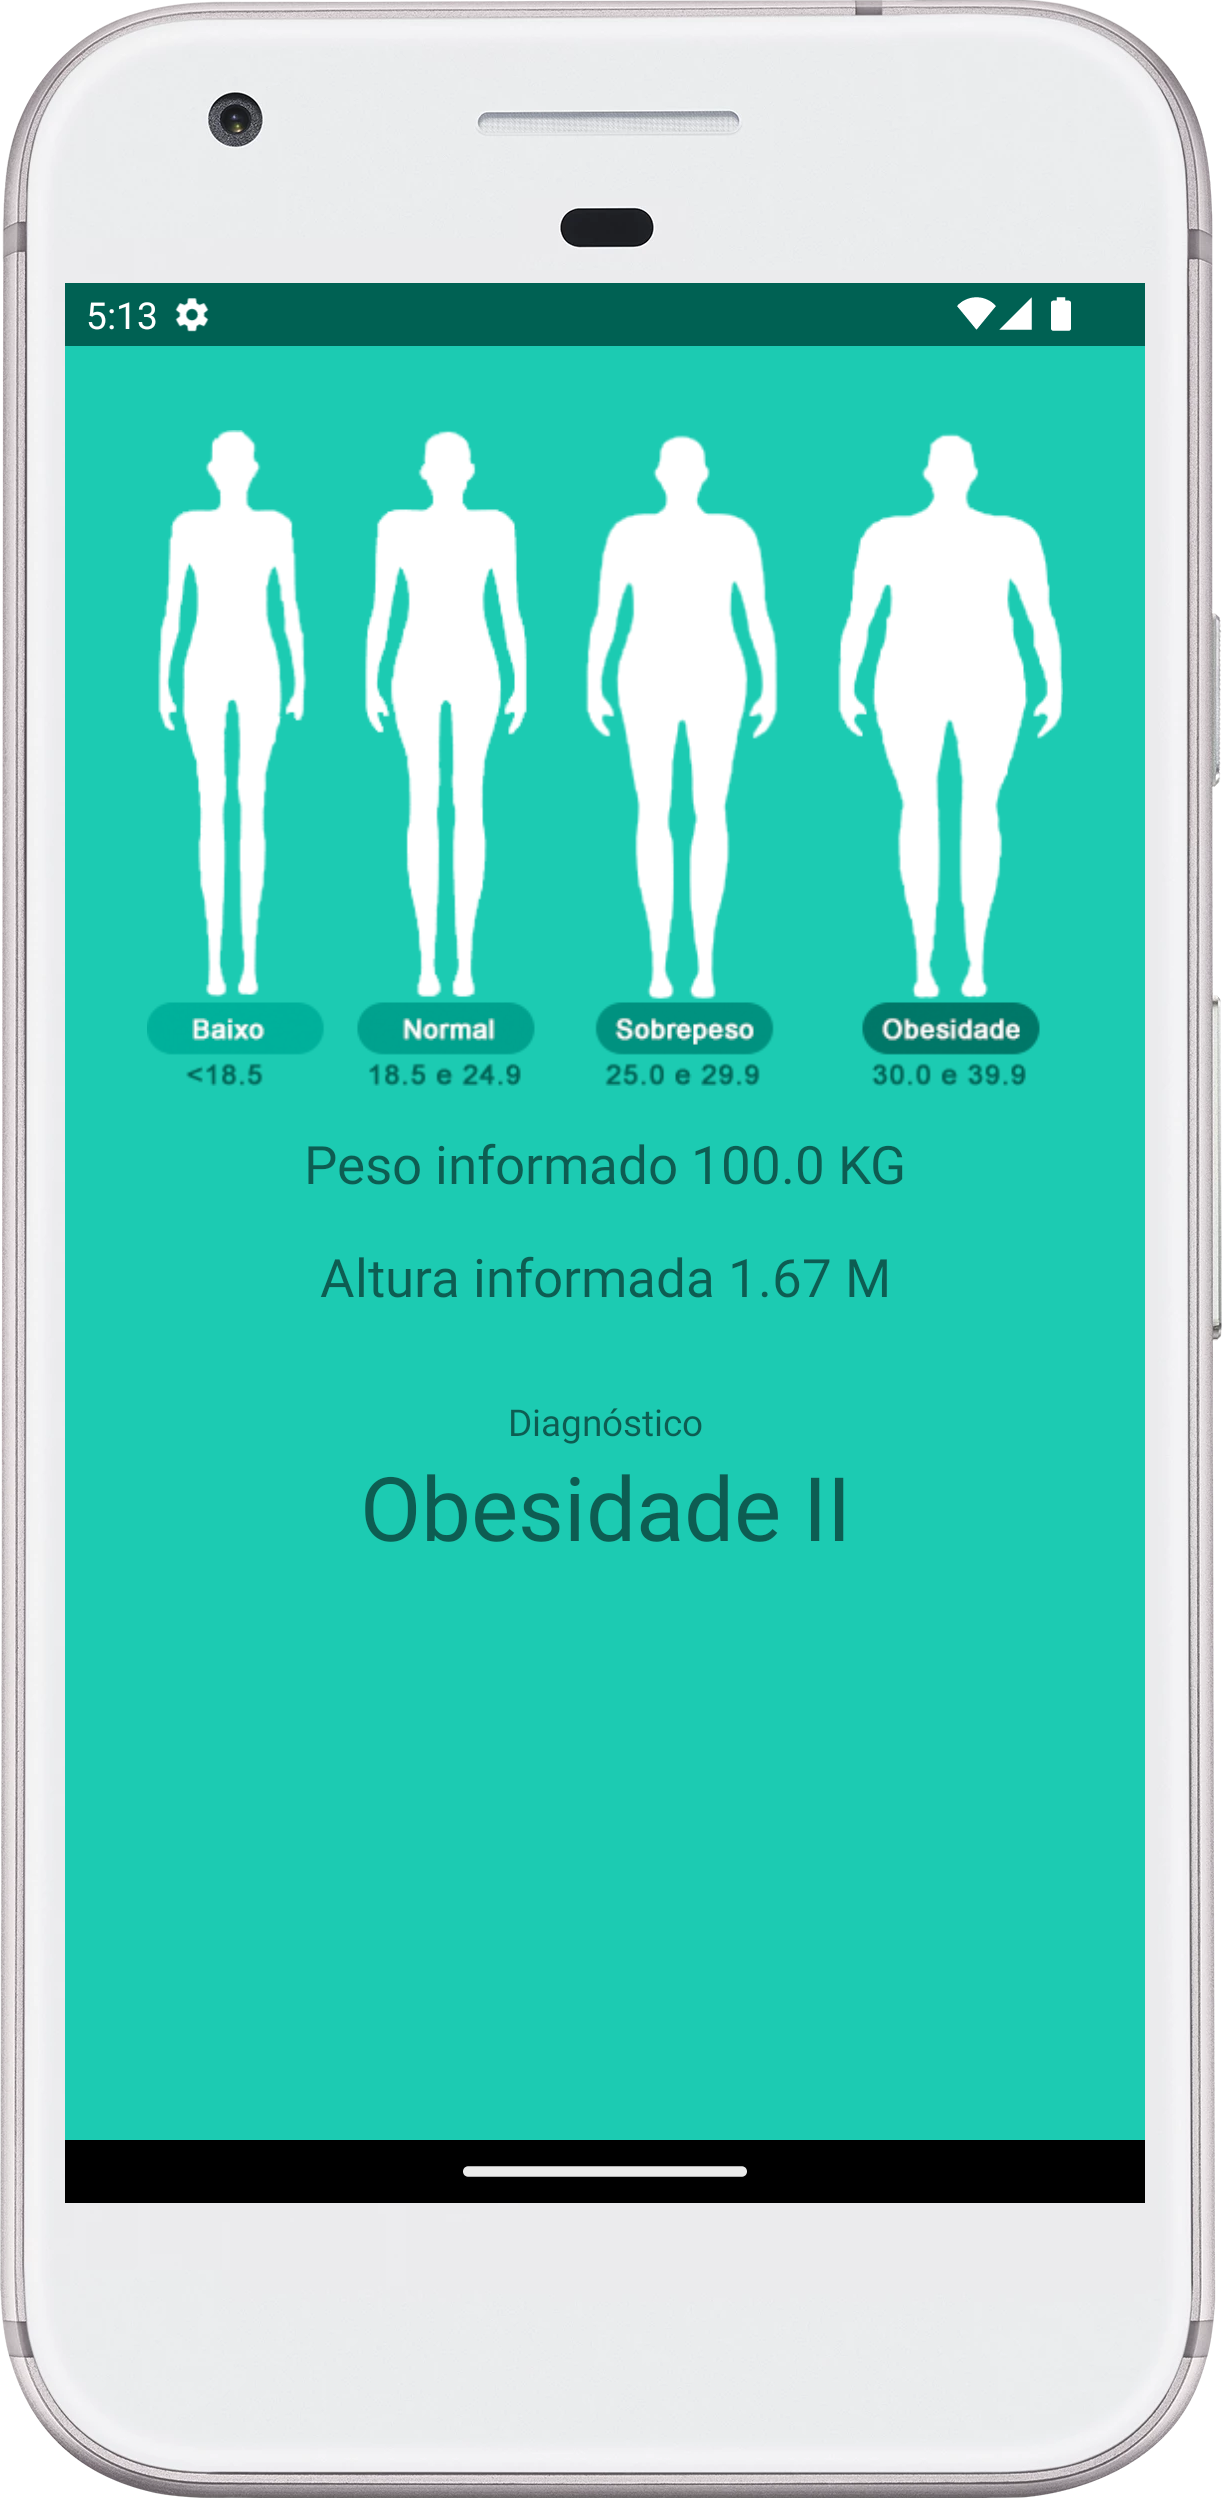 5:13
Baixo Normal Sobrepeso Obesidade
<18.5 18.5 e 24.9 25.0 e 29.9 30.0 e 39.9
Peso informado 100.0 KG
Altura informada 1.67 M
Diagnóstico
Obesidade II